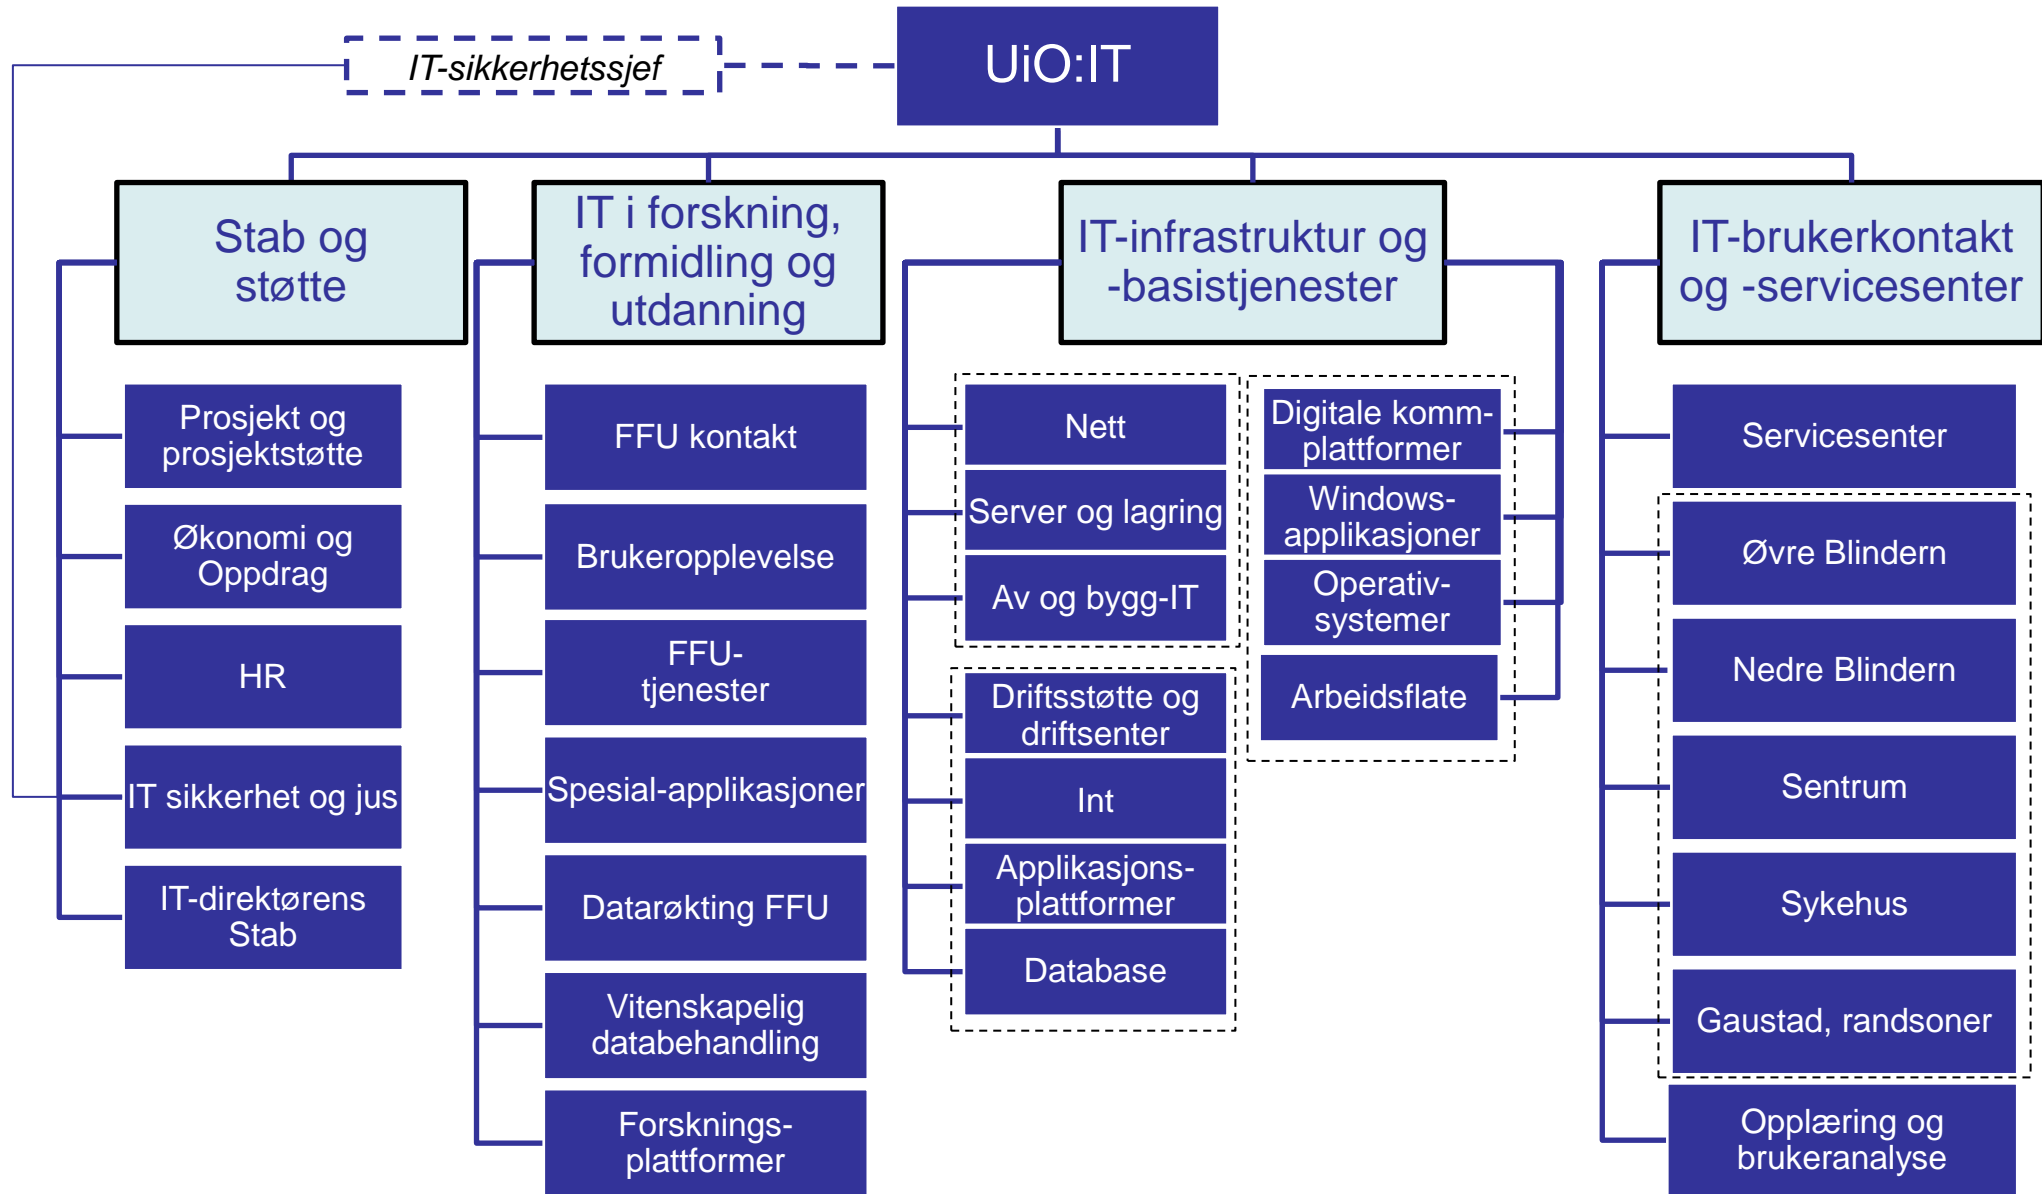 IT-sikkerhetssjef
UiO:IT
Stab og
støtte
Prosjekt og
prosjektstøtte
Økonomi og
Oppdrag
HR
IT sikkerhet og jus
IT-direktørens
Stab
IT i forskning,
formidling og
utdanning
FFU kontakt
Brukeropplevelse
FFU-
tjenester
Spesial-applikasjoner
Datarøkting FFU
Vitenskapelig
databehandling
Forsknings-
plattformer
IT-infrastruktur og
-basistjenester
Nett
Server og lagring
Av og bygg-IT
Driftsstøtte og
driftsenter
Int
Applikasjons-
plattformer
Database
Digitale komm-
plattformer
Windows-
applikasjoner
Operativ-
systemer
Arbeidsflate
IT-brukerkontakt
og -servicesenter
Servicesenter
Øvre Blindern
Nedre Blindern
Sentrum
Sykehus
Gaustad, randsoner
Opplæring og
brukeranalyse